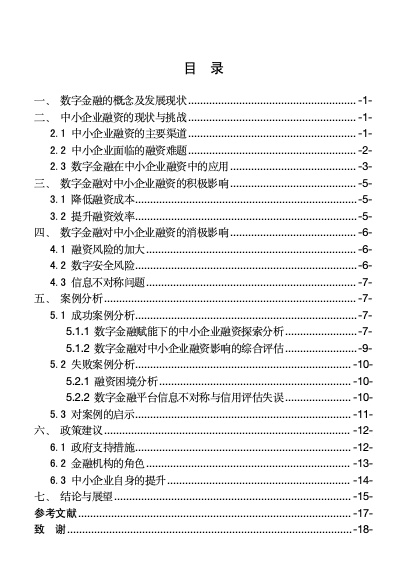 目 录
一、 数字金融的概念及发展现状 -1-
二、 中小企业融资的现状与挑战 -1-
2.1 中小企业融资的主要渠道 -1-
2.2 中小企业面临的融资难题 -2-
2.3 数字金融在中小企业融资中的应用 -3-
三、 数字金融对中小企业融资的积极影响 -5-
3.1 降低融资成本 -5-
3.2 提升融资效率 -5-
四、 数字金融对中小企业融资的消极影响 -6-
4.1 融资风险的加大 -6-
4.2 数字安全风险 -6-
4.3 信息不对称问题 -7-
五、 案例分析 -7-
5.1 成功案例分析 -7-
5.1.1 数字金融赋能下的中小企业融资探索分析 -7-
5.1.2 数字金融对中小企业融资影响的综合评估 -9-
5.2 失败案例分析 -10-
5.2.1 融资困境分析 -10-
5.2.2 数字金融平台信息不对称与信用评估失误 -10-
5.3 对案例的启示 -11-
六、 政策建议 -12-
6.1 政府支持措施 -12-
6.2 金融机构的角色 -13-
6.3 中小企业自身的提升 -14-
七、 结论与展望 -15-
参考文献 -17-
致 谢 -18-